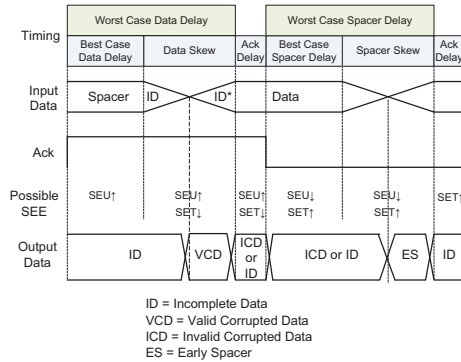 Worst Case Data Delay
Worst Case Spacer Delay
Timing
Best Case
Data Delay
Data Skew
Ack
Delay
Best Case
Spacer Delay
Spacer Skew
Ack
Delay
Input
Data
Spacer
ID
ID*
Data
Ack
Possible
SEE
SEU↑
SEU↑
SET↓
SEU↑
SET↓
SEU↓
SET↑
SEU↓
SET↑
SET↑
Output
Data
ID
VCD
ICD
or
ID
ICD or ID
ES
ID
ID = Incomplete Data
VCD = Valid Corrupted Data
ICD = Invalid Corrupted Data
ES = Early Spacer